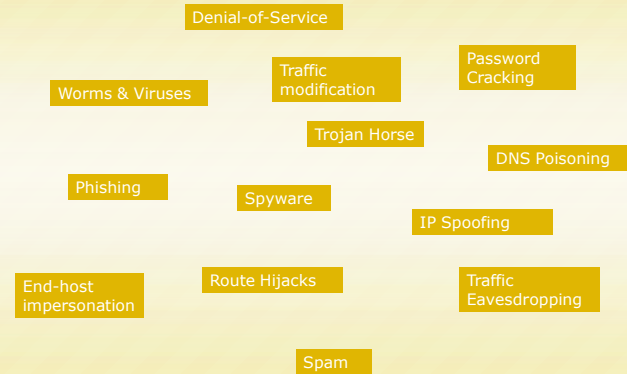 Denial-of-Service
Traffic
modification
Password
Cracking
Worms & Viruses
Trojan Horse
DNS Poisoning
Phishing
Spyware
IP Spoofing
End-host
impersonation
Route Hijacks
Traffic
Eavesdropping
Spam